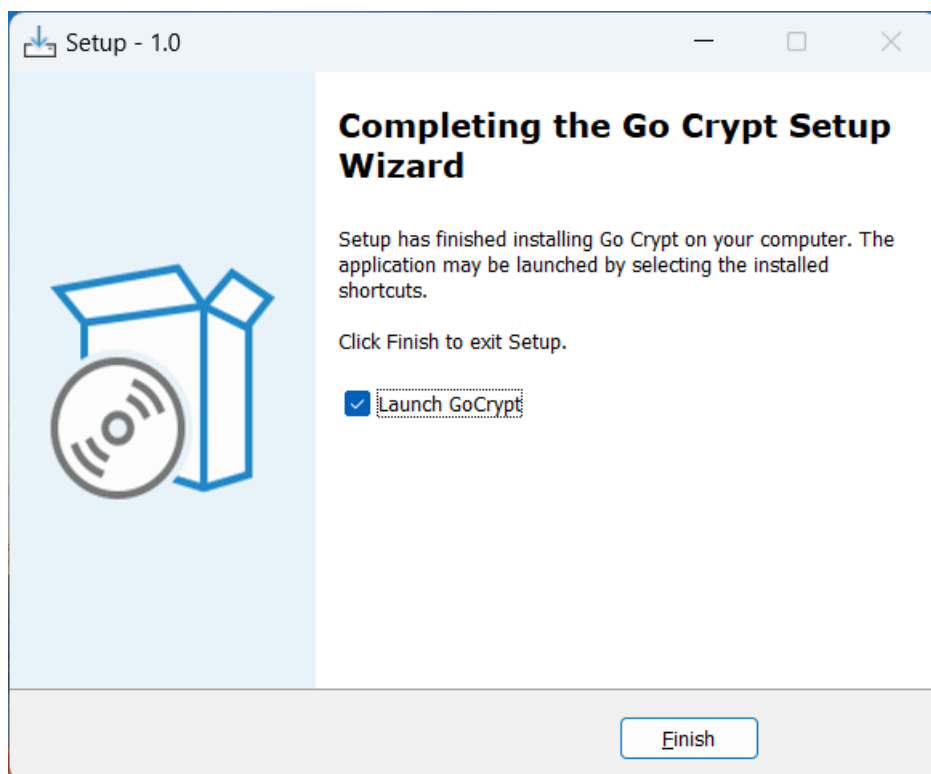 Setup - 1.0
Completing the Go Crypt Setup
Wizard
Setup has finished installing Go Crypt on your computer. The
application may be launched by selecting the installed
shortcuts.
Click Finish to exit Setup.
Launch GoCrypt
Finish